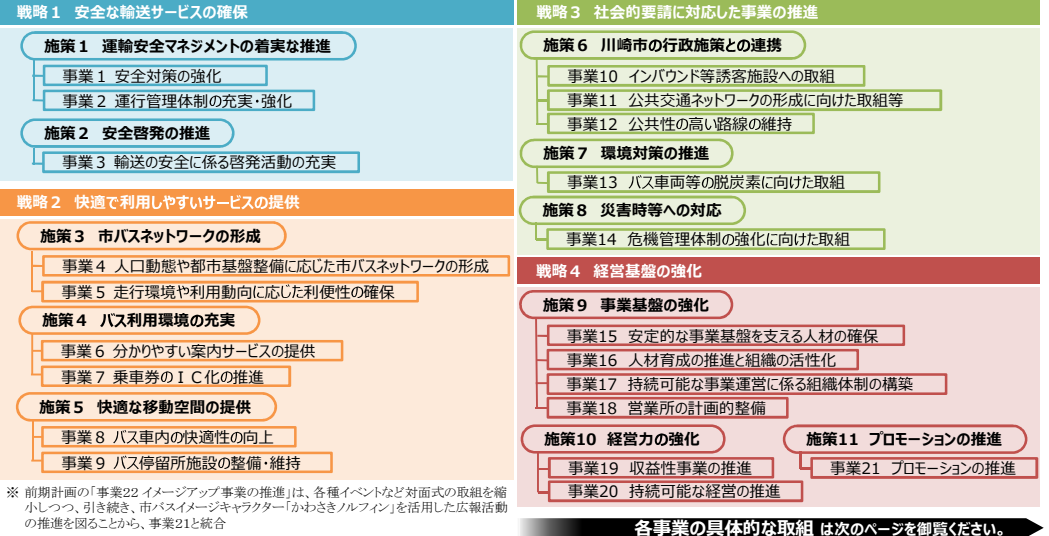 戦略１ 安全な輸送サービスの確保
施策１ 運輸安全マネジメントの着実な推進
事業１ 安全対策の強化
事業２ 運行管理体制の充実・強化
施策２ 安全啓発の推進
事業３ 輸送の安全に係る啓発活動の充実
戦略２ 快適で利用しやすいサービスの提供
施策３ 市バスネットワークの形成
事業４ 人口動態や都市基盤整備に応じた市バスネットワークの形成
事業５ 走行環境や利用動向に応じた利便性の確保
施策４ バス利用環境の充実
事業６ 分かりやすい案内サービスの提供
事業７ 乗車券のＩＣ化の推進
施策５ 快適な移動空間の提供
事業８ バス車内の快適性の向上
事業９ バス停留所施設の整備・維持
※ 前期計画の「事業22 イメージアップ事業の推進」は、各種イベントなど対面式の取組を縮
小しつつ、引き続き、市バスイメージキャラクター「かわさきノルフィン」を活用した広報活動
の推進を図ることから、事業21と統合
戦略３ 社会的要請に対応した事業の推進
施策６ 川崎市の行政施策との連携
事業10 インバウンド等誘客施設への取組
事業11 公共交通ネットワークの形成に向けた取組等
事業12 公共性の高い路線の維持
施策７ 環境対策の推進
事業13 バス車両等の脱炭素に向けた取組
施策８ 災害時等への対応
事業14 危機管理体制の強化に向けた取組
戦略４ 経営基盤の強化
施策９ 事業基盤の強化
事業15 安定的な事業基盤を支える人材の確保
事業16 人材育成の推進と組織の活性化
事業17 持続可能な事業運営に係る組織体制の構築
事業18 営業所の計画的整備
施策10 経営力の強化
事業19 収益性事業の推進
事業20 持続可能な経営の推進
施策11 プロモーションの推進
事業21 プロモーションの推進
各事業の具体的な取組 は次のページを御覧ください。